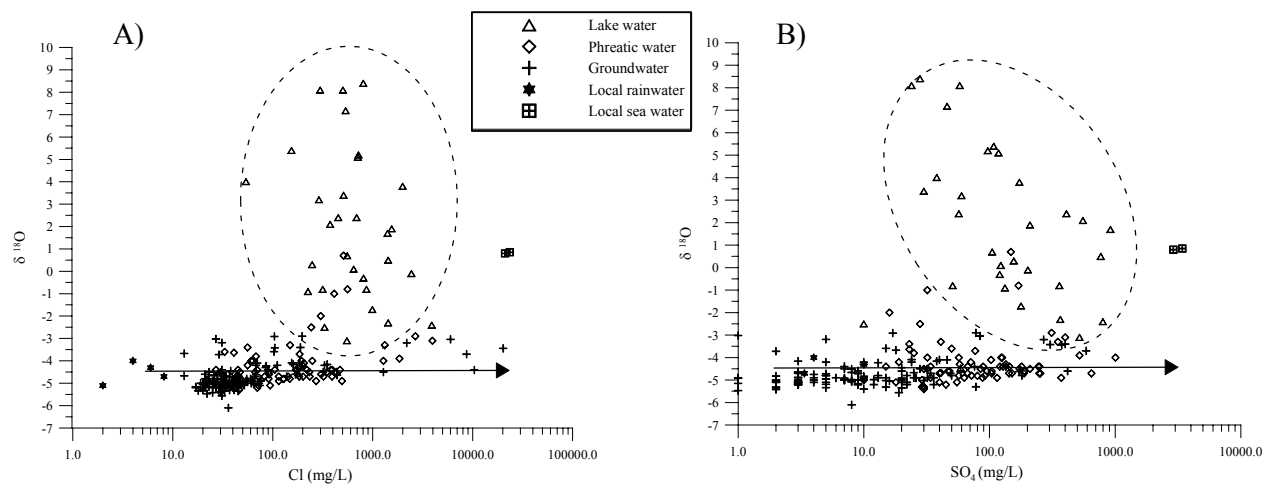 A)
B)
Lake water
Phreatic water
Groundwater
Local rainwater
Local sea water
10
9
8
7
6
5
4
3
2
1
0
-1
-2
-3
-4
-5
-6
-7
δ ¹⁸O
1.0 10.0 100.0 1000.0 10000.0 100000.0
Cl (mg/L)
10
9
8
7
6
5
4
3
2
1
0
-1
-2
-3
-4
-5
-6
-7
δ ¹⁸O
1.0 10.0 100.0 1000.0 10000.0
SO₄ (mg/L)